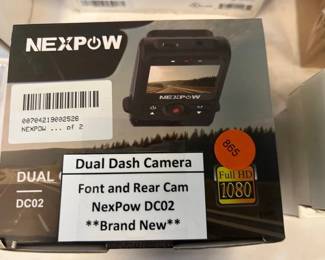 NEXPOW
00704219002526
NEXPOW ... of 2
DUAL
DC02
865
Full HD
1080
Dual Dash Camera
Font and Rear Cam
NexPow DC02
**Brand New**